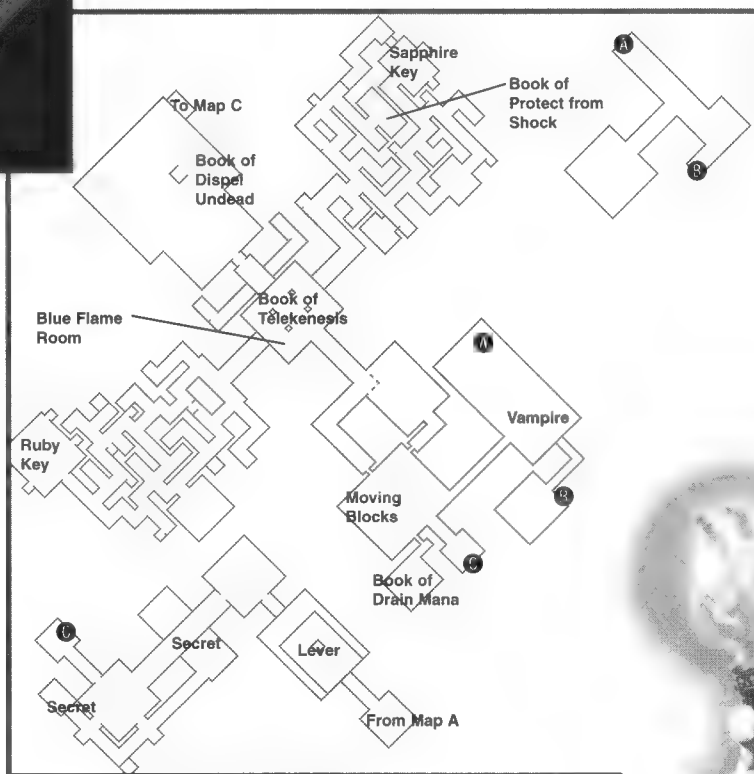 Sapphire
Key
A
To Map C
Book of
Protect from
Shock
Book of
Dispel
Undead
B
Book of
Telekenesis
Blue Flame
Room
A
Vampire
Ruby
Key
Moving
Blocks
B
C
Book of
Drain Mana
C
Secret
Lever
Secret
From Map A